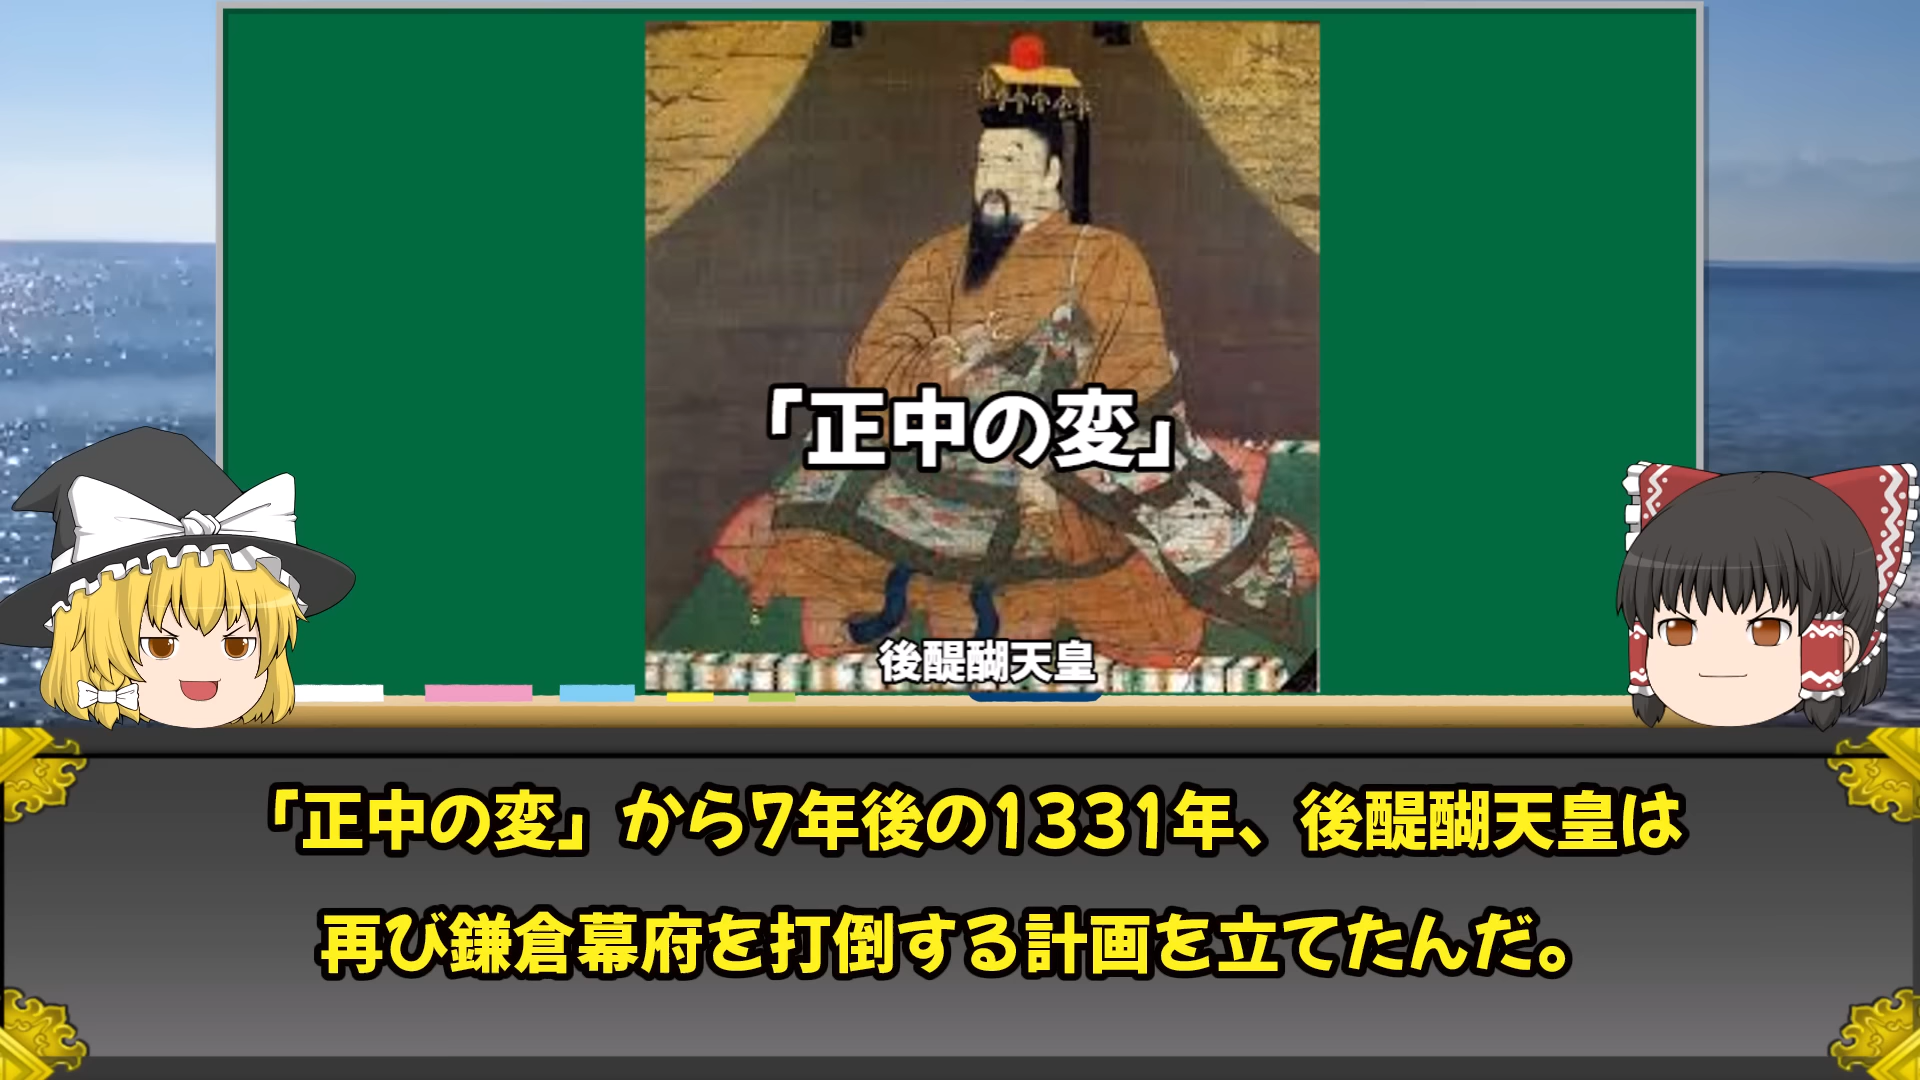 「正中の変」
後醍醐天皇
「正中の変」から7年後の1331年、後醍醐天皇は
再び鎌倉幕府を打倒する計画を立てたんだ。